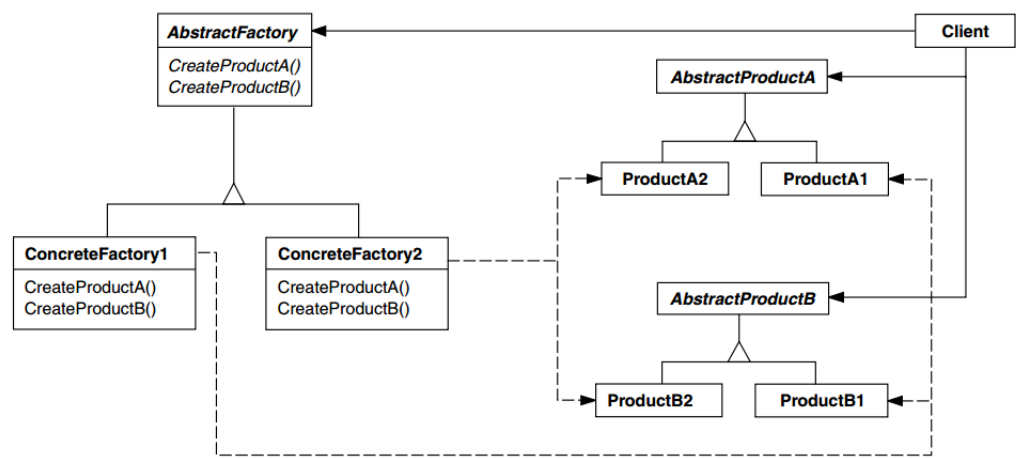 AbstractFactory
CreateProductA()
CreateProductB()
Client
AbstractProductA
ProductA2
ProductA1
ConcreteFactory1
CreateProductA()
CreateProductB()
ConcreteFactory2
CreateProductA()
CreateProductB()
AbstractProductB
ProductB2
ProductB1